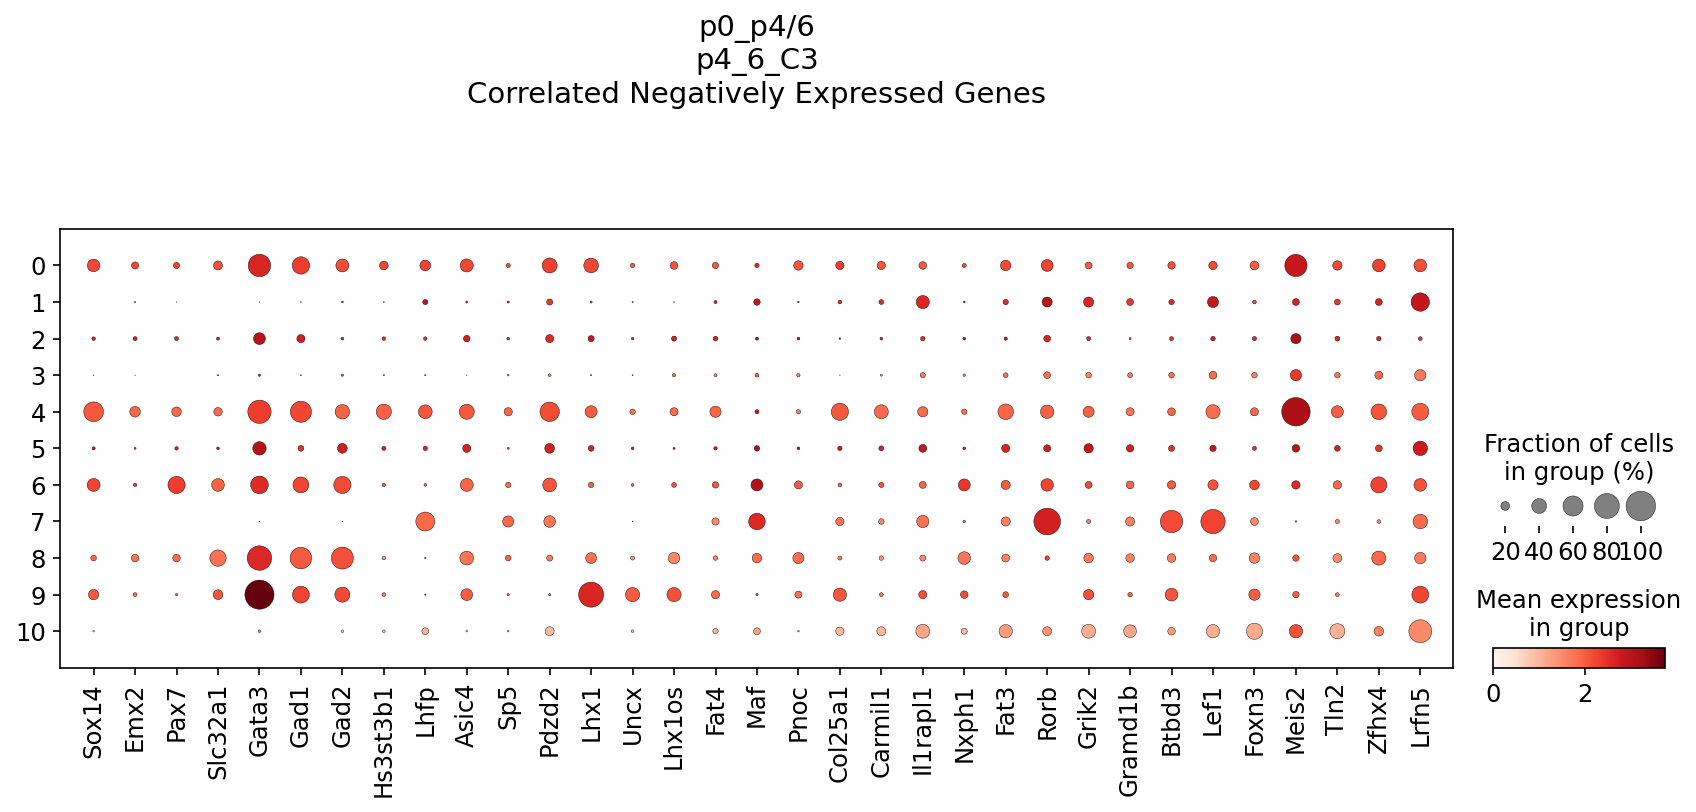 p0_p4/6
p4_6_C3
Correlated Negatively Expressed Genes
0
1
2
3
4
5
6
7
8
9
10
Sox14
Emx2
Pax7
Slc32a1
Gata3
Gad1
Gad2
Hs3st3b1
Lhfp
Asic4
Sp5
Pdzd2
Lhx1
Uncx
Lhx1os
Fat4
Maf
Pnoc
Col25a1
Carmil1
Il1rapl1
Nxph1
Fat3
Rorb
Grik2
Gramd1b
Btbd3
Lef1
Foxn3
Meis2
Tln2
Zfhx4
Lrfn5
Fraction of cells
in group (%)
20 40 60 80 100
Mean expression
in group
0 2